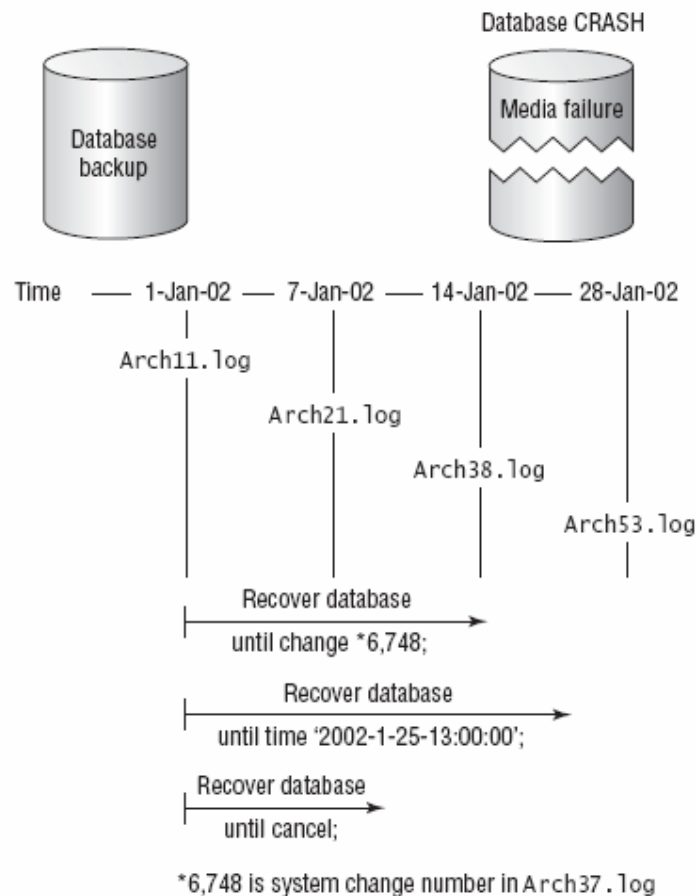 Database CRASH
Database
backup
Media failure
Time 1-Jan-02 7-Jan-02 14-Jan-02 28-Jan-02
Arch11.log
Arch21.log
Arch38.log
Arch53.log
Recover database
until change *6,748;
Recover database
until time ‘2002-1-25-13:00:00’;
Recover database
until cancel;
*6,748 is system change number in Arch37.log